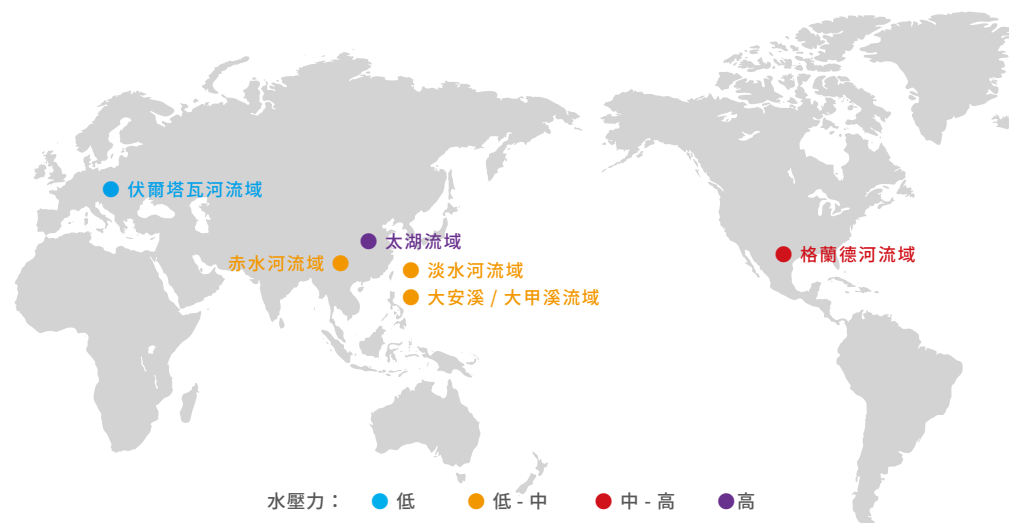 伏爾塔瓦河流域
太湖流域
格蘭德河流域
赤水河流域
淡水河流域
大安溪 / 大甲溪流域
水壓力： 低 低 - 中 中 - 高 高